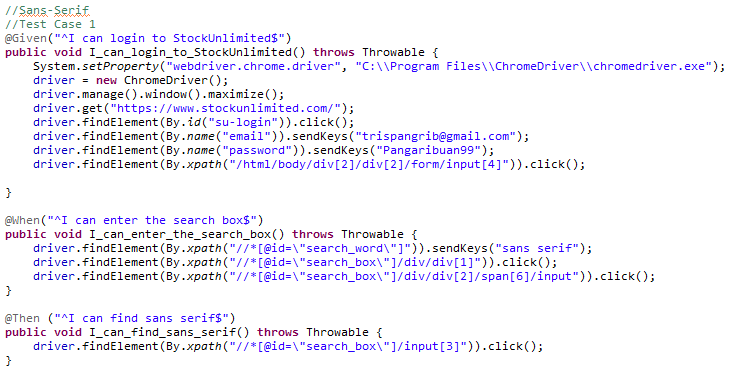 //Sans-Serif
//Test Case 1
@Given("^I can login to StockUnlimited$")
public void I_can_login_to_StockUnlimited() throws Throwable {
    System.setProperty("webdriver.chrome.driver", "C:\\Program Files\\ChromeDriver\\chromedriver.exe");
    driver = new ChromeDriver();
    driver.manage().window().maximize();
    driver.get("https://www.stockunlimited.com/");
    driver.findElement(By.id("su-login")).click();
    driver.findElement(By.name("email")).sendKeys("trispangrib@gmail.com");
    driver.findElement(By.name("password")).sendKeys("Pangaribuan99");
    driver.findElement(By.xpath("/html/body/div[2]/div[2]/form/input[4]")).click();
}
@When("^I can enter the search box$")
public void I_can_enter_the_search_box() throws Throwable {
    driver.findElement(By.xpath("//*[@id=\"search_word\"]")).sendKeys("sans serif");
    driver.findElement(By.xpath("//*[@id=\"search_box\"]/div/div[1]")).click();
    driver.findElement(By.xpath("//*[@id=\"search_box\"]/div/div[2]/span[6]/input")).click();
}
@Then ("^I can find sans serif$")
public void I_can_find_sans_serif() throws Throwable {
    driver.findElement(By.xpath("//*[@id=\"search_box\"]/input[3]")).click();
}